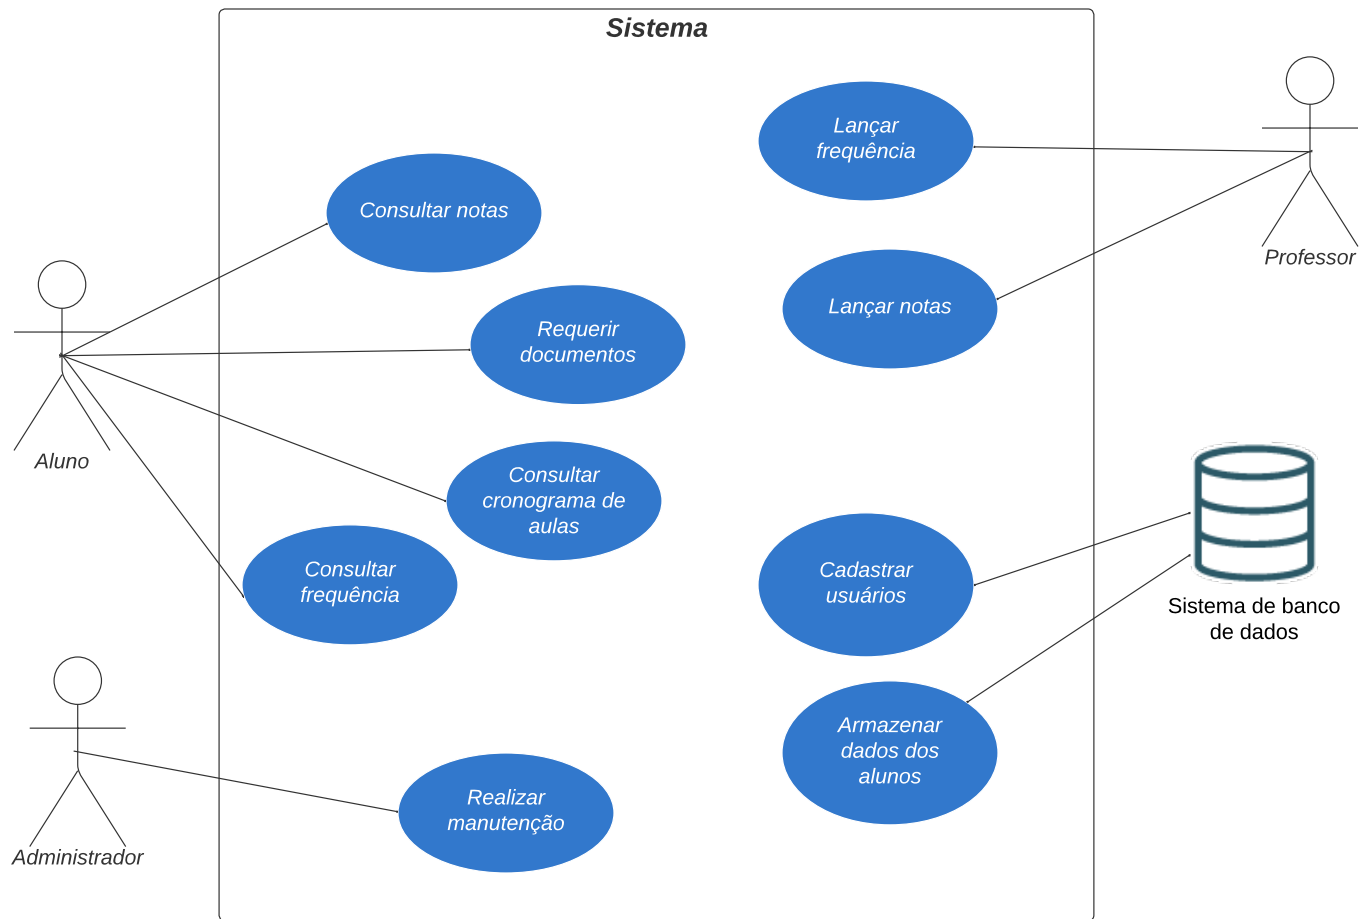 Sistema
Lançar
frequência
Consultar notas
Professor
Lançar notas
Requerir
documentos
Aluno
Consultar
cronograma de
aulas
Consultar
frequência
Cadastrar
usuários
Sistema de banco
de dados
Armazenar
dados dos
alunos
Realizar
manutenção
Administrador